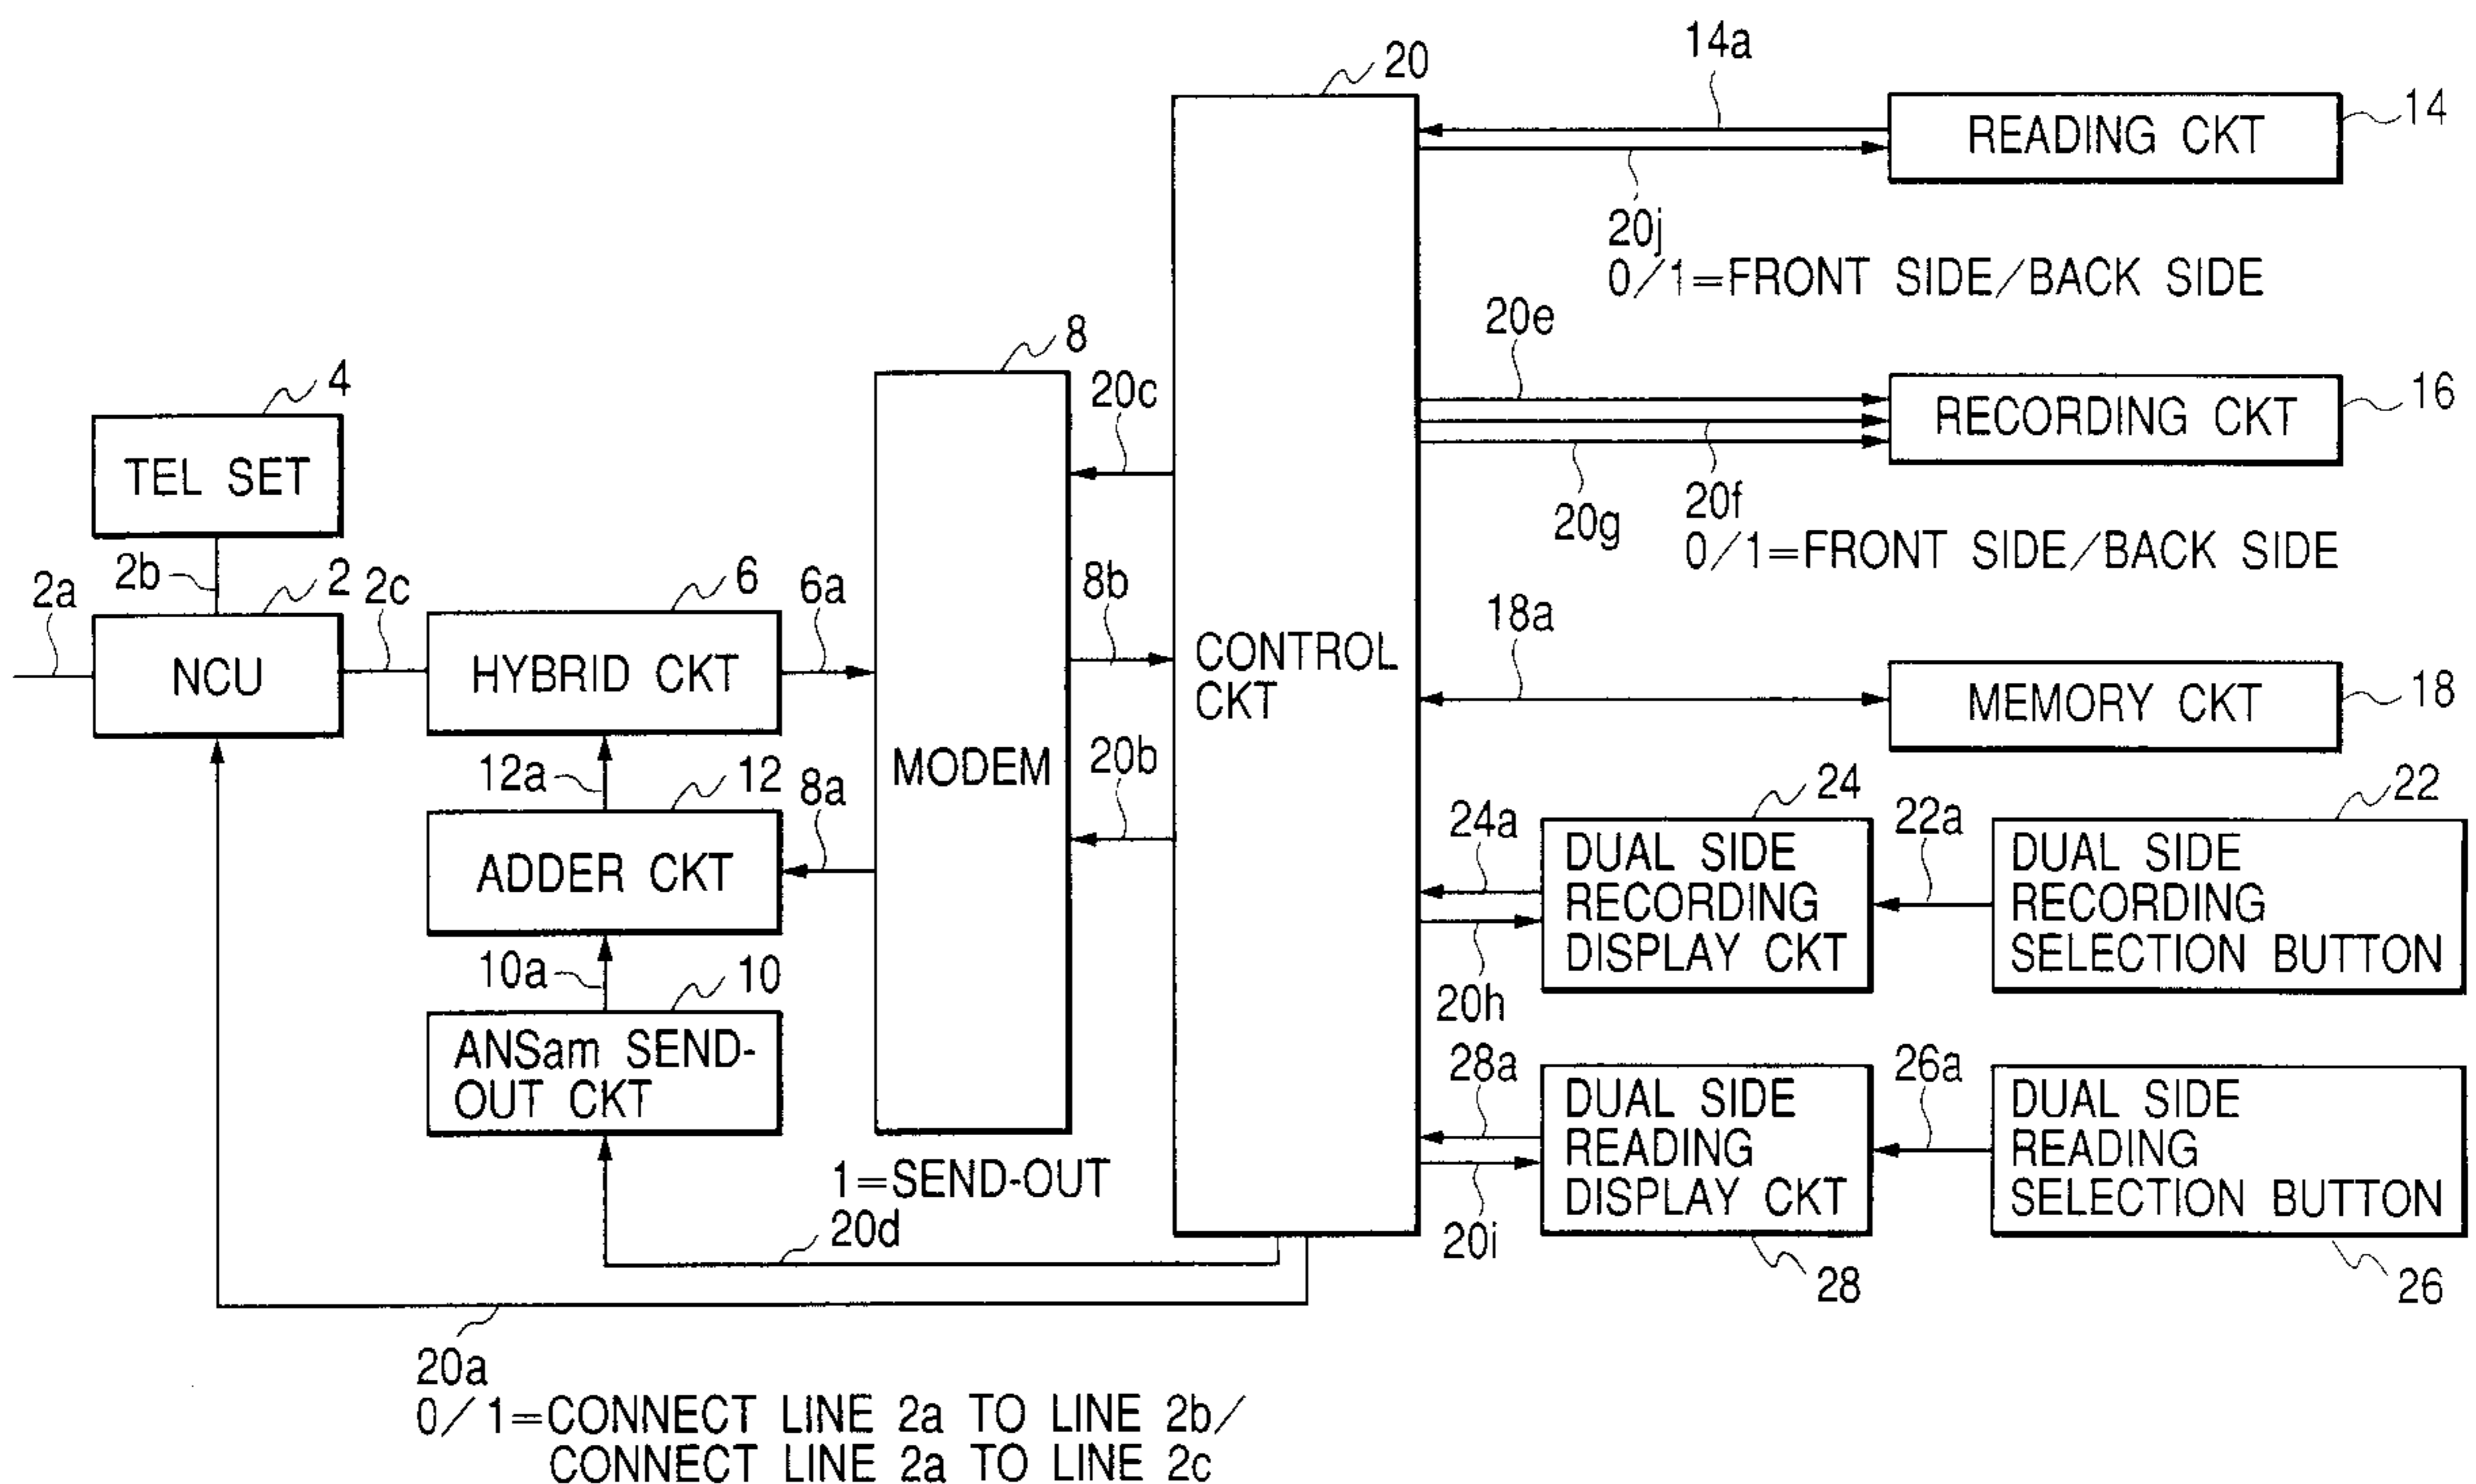 20
14a
READING CKT
14
20j
0/1=FRONT SIDE/BACK SIDE
20e
RECORDING CKT
16
20f
20g
0/1=FRONT SIDE/BACK SIDE
8
20c
4
TEL SET
2a
2b
2
2c
NCU
6
HYBRID CKT
6a
8b
MODEM
CONTROL
CKT
18a
MEMORY CKT
18
12a
12
8a
20b
ADDER CKT
10a
10
ANSam SEND-
OUT CKT
24
24a
22a
22
DUAL SIDE
RECORDING
DISPLAY CKT
DUAL SIDE
RECORDING
SELECTION BUTTON
20h
28a
26a
DUAL SIDE
READING
DISPLAY CKT
DUAL SIDE
READING
SELECTION BUTTON
20i
28
26
1=SEND-OUT
20d
20a
0/1=CONNECT LINE 2a TO LINE 2b/
CONNECT LINE 2a TO LINE 2c